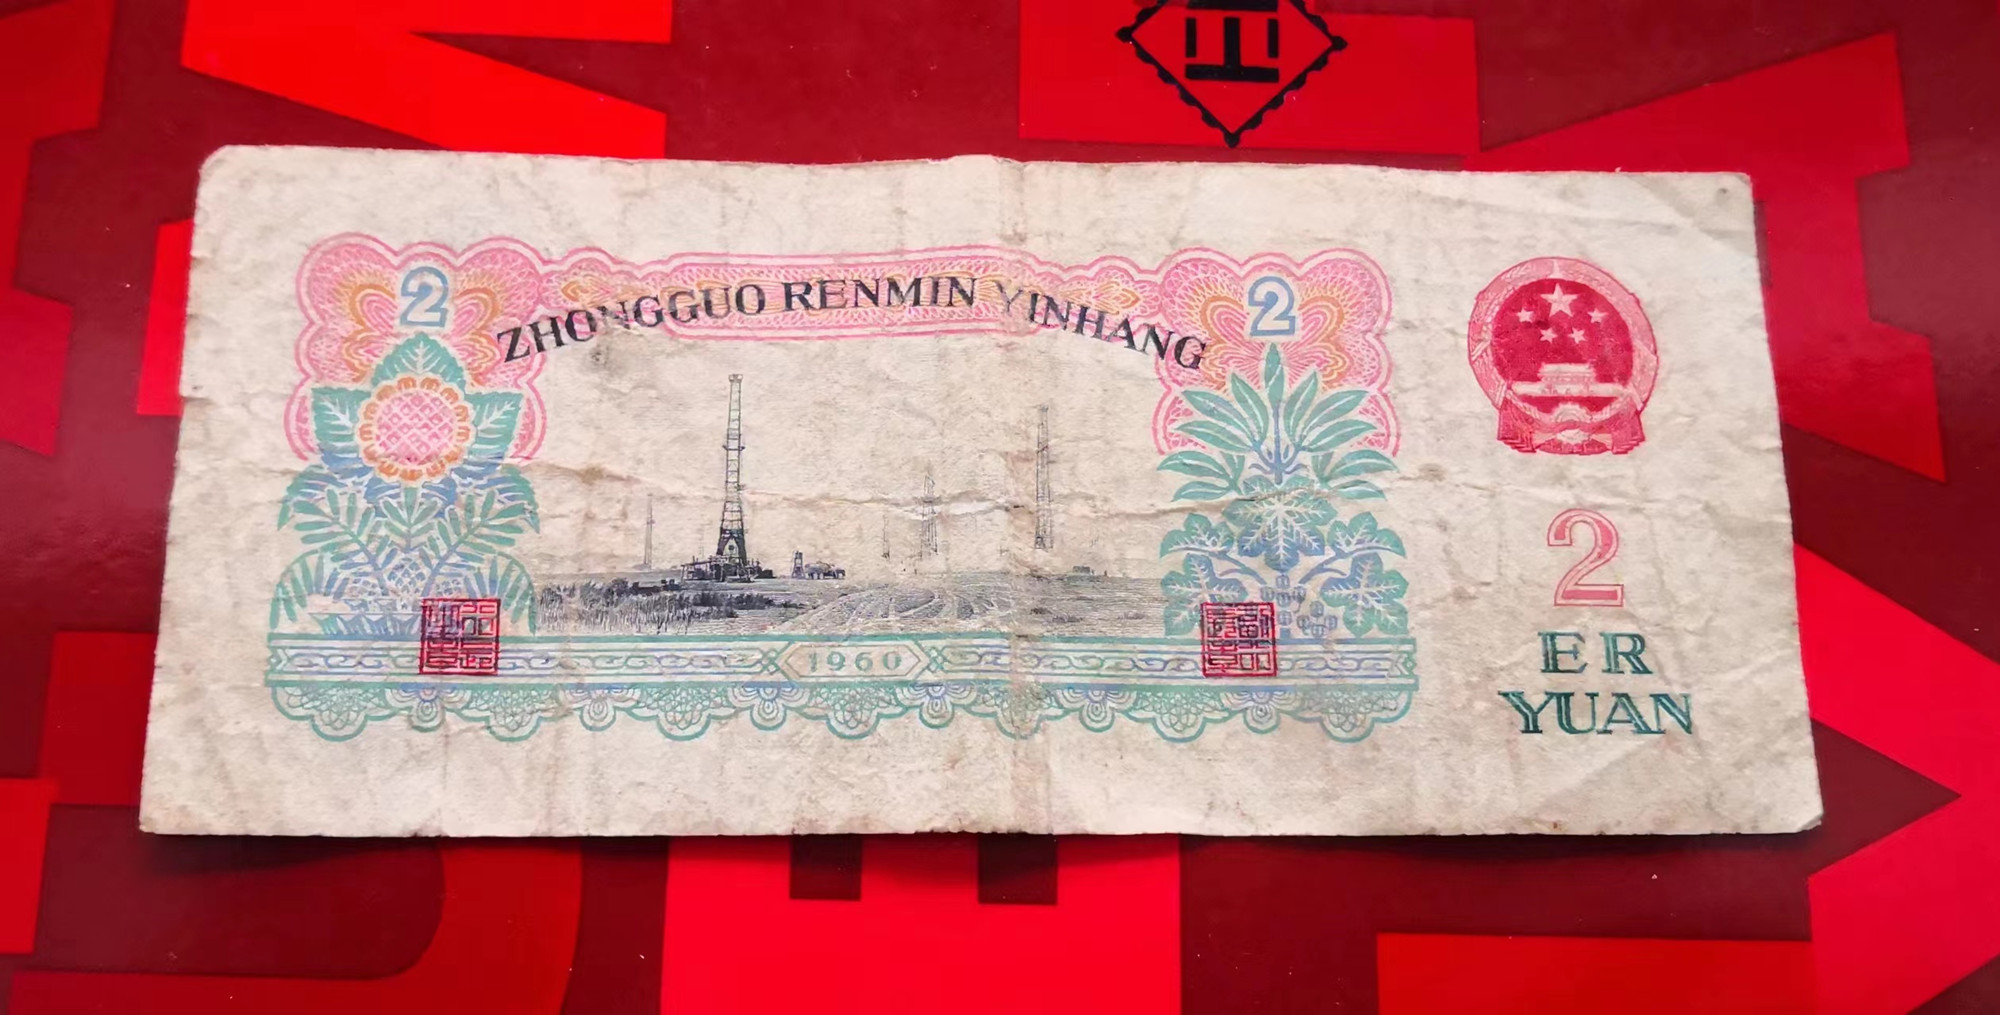 2
2
ZHONGGUO RENMIN YINHANG
2
ER
YUAN
1960